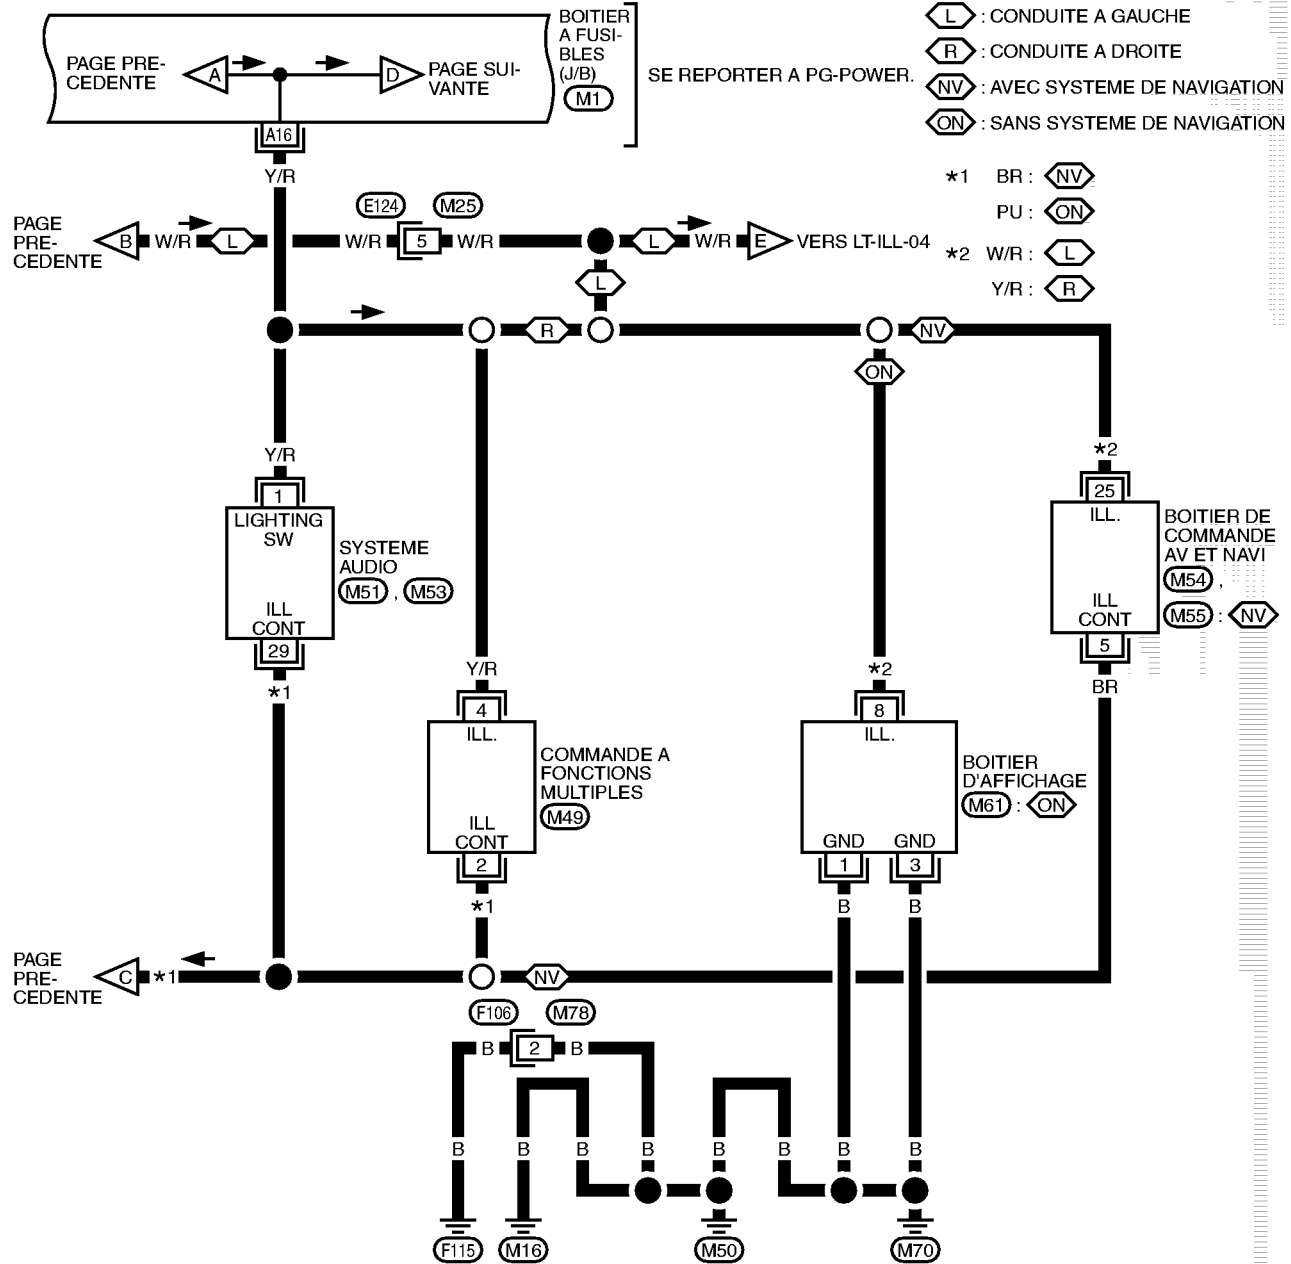 BOITIER
A FUSI-
BLES
(J/B)
M1
PAGE PRE-
CEDENTE
A
D
PAGE SUI-
VANTE
SE REPORTER A PG-POWER.
L : CONDUITE A GAUCHE
R : CONDUITE A DROITE
NV : AVEC SYSTEME DE NAVIGATION
ON : SANS SYSTEME DE NAVIGATION
A16
Y/R
*1 BR : NV
PU : ON
*2 W/R : L
Y/R : R
PAGE
PRE-
CEDENTE
B
W/R
L
W/R
E124
M25
5
W/R
L
W/R
E
VERS LT-ILL-04
L
R
NV
ON
Y/R
1
LIGHTING
SW
ILL
CONT
29
*1
SYSTEME
AUDIO
M51 , M53
*2
25
ILL.
ILL
CONT
5
BR
BOITIER DE
COMMANDE
AV ET NAVI
M54 ,
M55 : NV
Y/R
4
ILL.
ILL
CONT
2
*1
COMMANDE A
FONCTIONS
MULTIPLES
M49
*2
8
ILL.
GND GND
1 3
B B
BOITIER
D'AFFICHAGE
M61 : ON
PAGE
PRE-
CEDENTE
C
*1
NV
F106
M78
B
2
B
B B B B B B B B
F115 M16 M50 M70